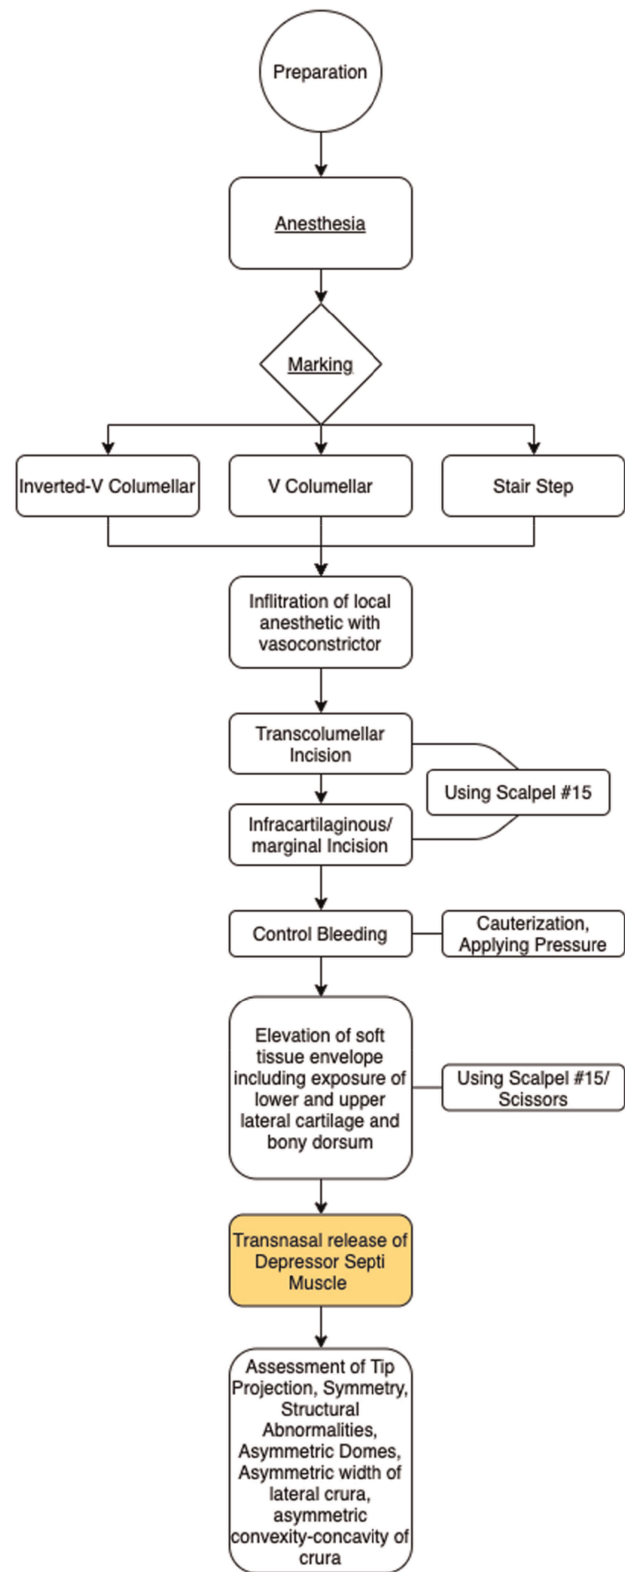 Preparation
Anesthesia
Marking
Inverted-V Columellar
V Columellar
Stair Step
Inflitration of local
anesthetic with
vasoconstrictor
Transcolumellar
Incision
Using Scalpel #15
Infracartilaginous/
marginal Incision
Control Bleeding
Cauterization,
Applying Pressure
Elevation of soft
tissue envelope
including exposure of
lower and upper
lateral cartilage and
bony dorsum
Using Scalpel #15/
Scissors
Transnasal release of
Depressor Septi
Muscle
Assessment of Tip
Projection, Symmetry,
Structural
Abnormalities,
Asymmetric Domes,
Asymmetric width of
lateral crura,
asymmetric
convexity-concavity of
crura